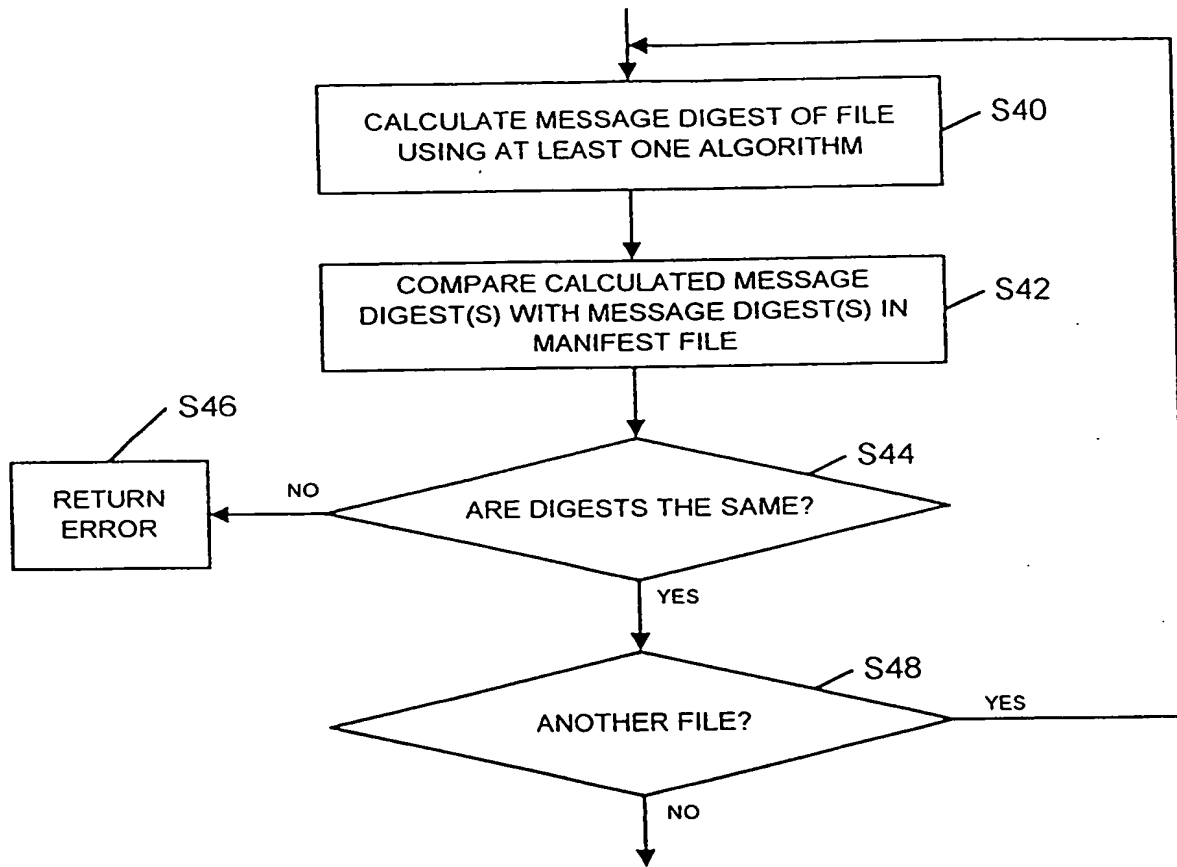 CALCULATE MESSAGE DIGEST OF FILE
USING AT LEAST ONE ALGORITHM
S40
COMPARE CALCULATED MESSAGE
DIGEST(S) WITH MESSAGE DIGEST(S) IN
MANIFEST FILE
S42
S46
RETURN
ERROR
NO
S44
ARE DIGESTS THE SAME?
YES
S48
ANOTHER FILE?
YES
NO